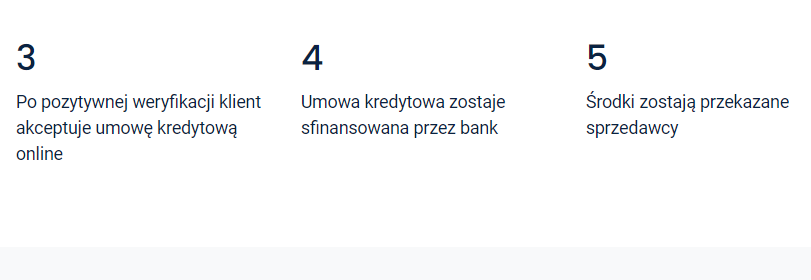 3
Po pozytywnej weryfikacji klient
akceptuje umowę kredytową
online
4
Umowa kredytowa zostaje
sfinansowana przez bank
5
Środki zostają przekazane
sprzedawcy